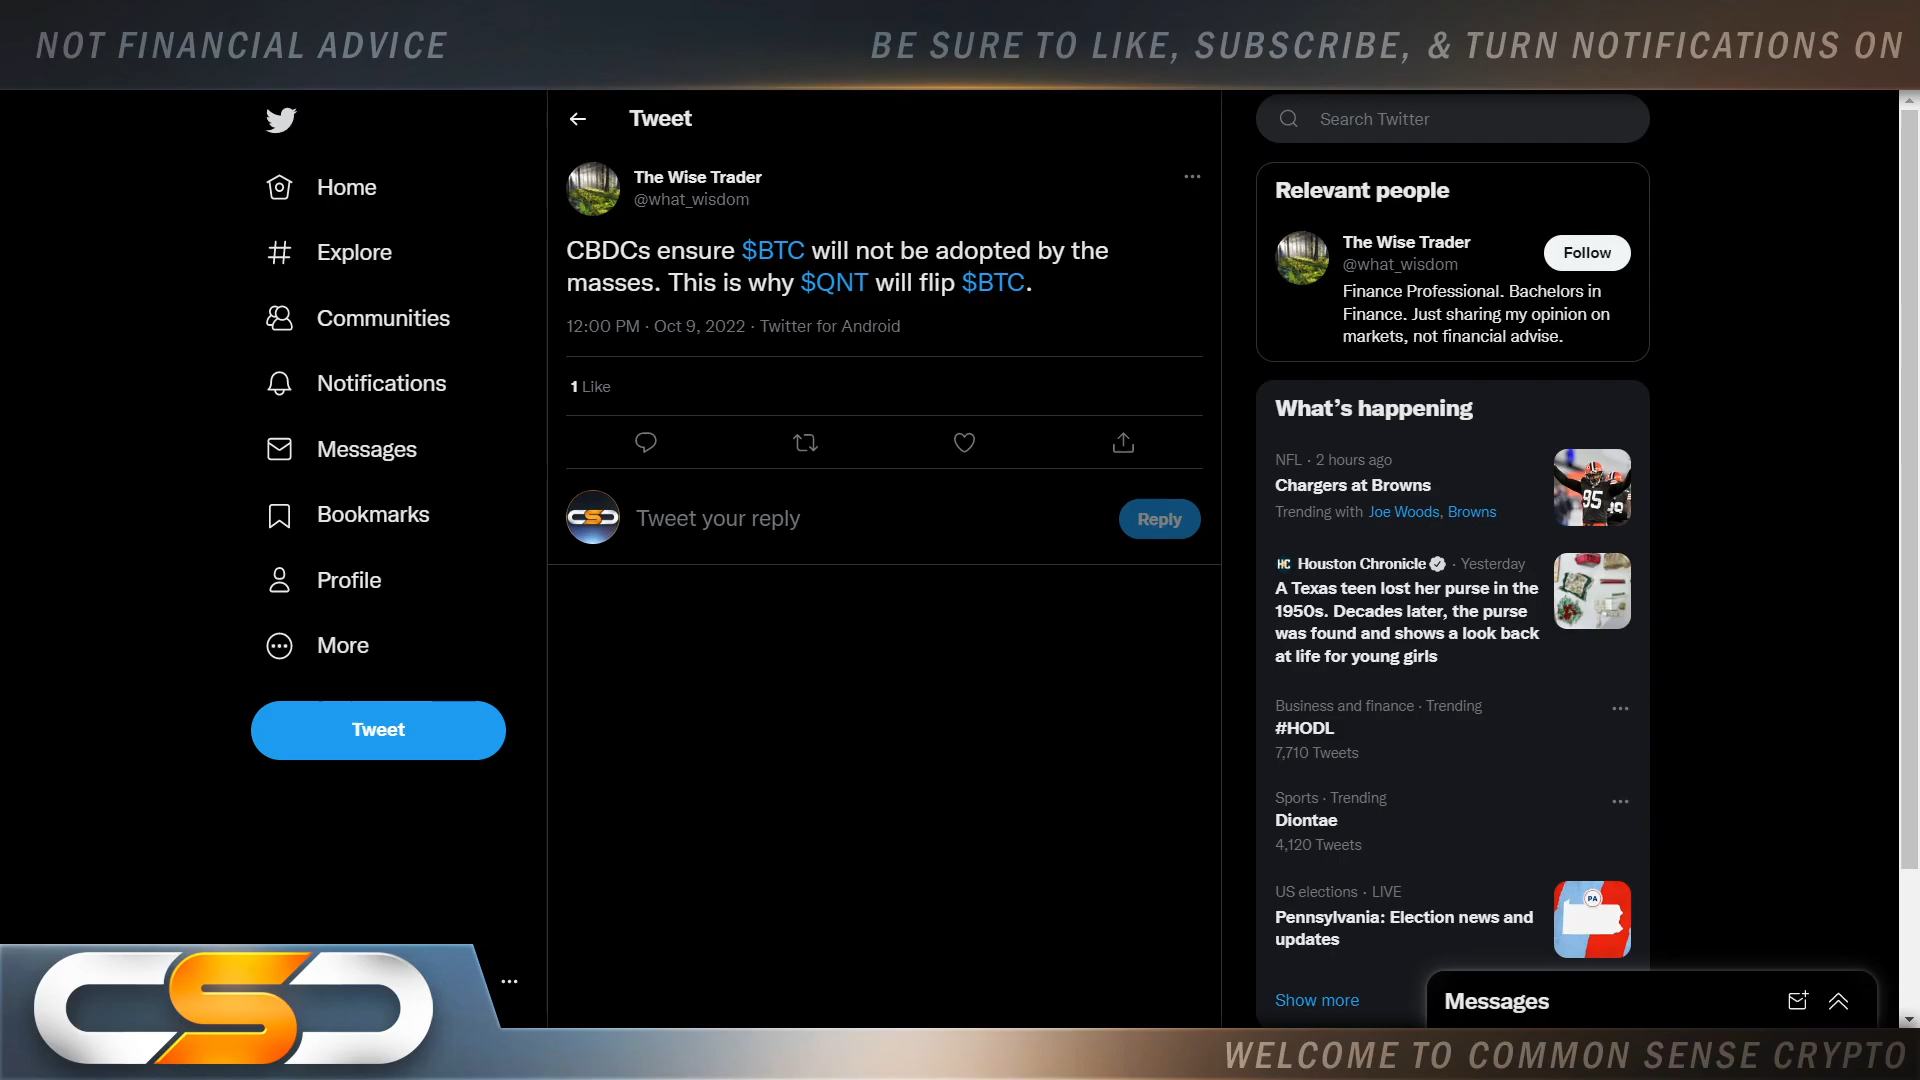 NOT FINANCIAL ADVICE
BE SURE TO LIKE, SUBSCRIBE, & TURN NOTIFICATIONS ON
Home
Explore
Communities
Notifications
Messages
Bookmarks
Profile
More
Tweet
Tweet
The Wise Trader
@what_wisdom
CBDCs ensure $BTC will not be adopted by the
masses. This is why $QNT will flip $BTC.
12:00 PM · Oct 9, 2022 · Twitter for Android
1 Like
Tweet your reply
Reply
Search Twitter
Relevant people
The Wise Trader
@what_wisdom
Follow
Finance Professional. Bachelors in
Finance. Just sharing my opinion on
markets, not financial advise.
What's happening
NFL · 2 hours ago
Chargers at Browns
Trending with Joe Woods, Browns
95
HC Houston Chronicle · Yesterday
A Texas teen lost her purse in the
1950s. Decades later, the purse
was found and shows a look back
at life for young girls
Business and finance · Trending
#HODL
7,710 Tweets
Sports · Trending
Diontae
4,120 Tweets
US elections · LIVE
Pennsylvania: Election news and
updates
PA
Show more
Messages
CSC
WELCOME TO COMMON SENSE CRYPTO